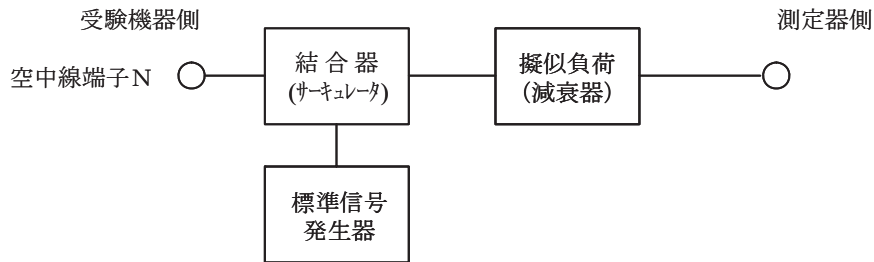 受験機器側
測定器側
空中線端子N
結合器
(サーキュレータ)
擬似負荷
(減衰器)
標準信号
発生器